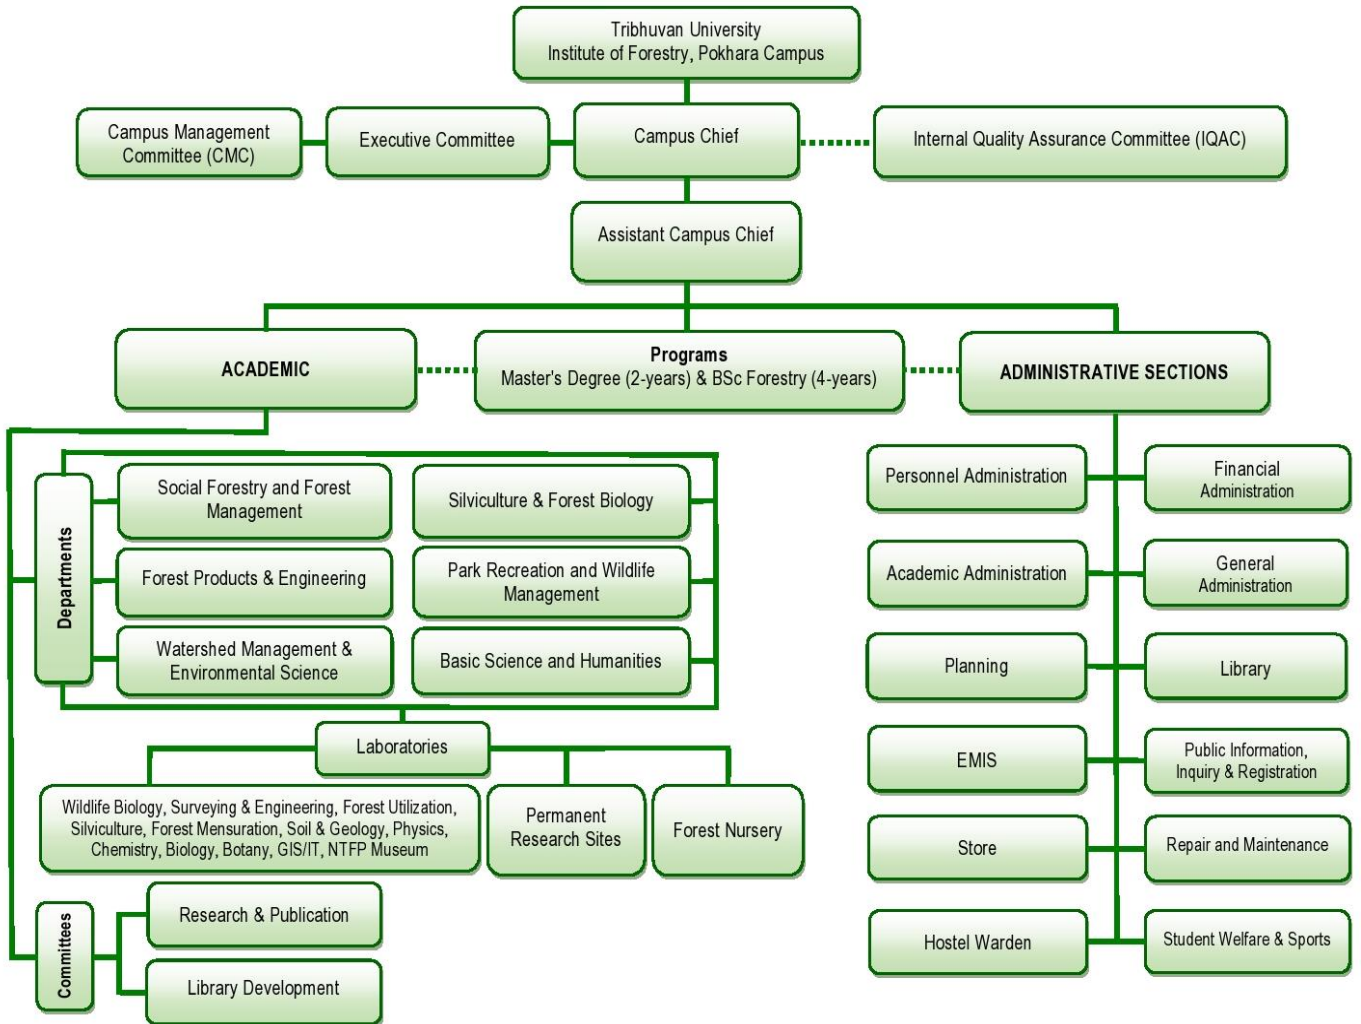 Tribhuvan University
Institute of Forestry, Pokhara Campus
Campus Management
Committee (CMC)
Executive Committee
Campus Chief
Internal Quality Assurance Committee (IQAC)
Assistant Campus Chief
ACADEMIC
Programs
Master's Degree (2-years) & BSc Forestry (4-years)
ADMINISTRATIVE SECTIONS
Departments
Social Forestry and Forest
Management
Silviculture & Forest Biology
Forest Products & Engineering
Park Recreation and Wildlife
Management
Watershed Management &
Environmental Science
Basic Science and Humanities
Laboratories
Wildlife Biology, Surveying & Engineering, Forest Utilization,
Silviculture, Forest Mensuration, Soil & Geology, Physics,
Chemistry, Biology, Botany, GIS/IT, NTFP Museum
Permanent
Research Sites
Forest Nursery
Committees
Research & Publication
Library Development
Personnel Administration
Financial
Administration
Academic Administration
General
Administration
Planning
Library
EMIS
Public Information,
Inquiry & Registration
Store
Repair and Maintenance
Hostel Warden
Student Welfare & Sports